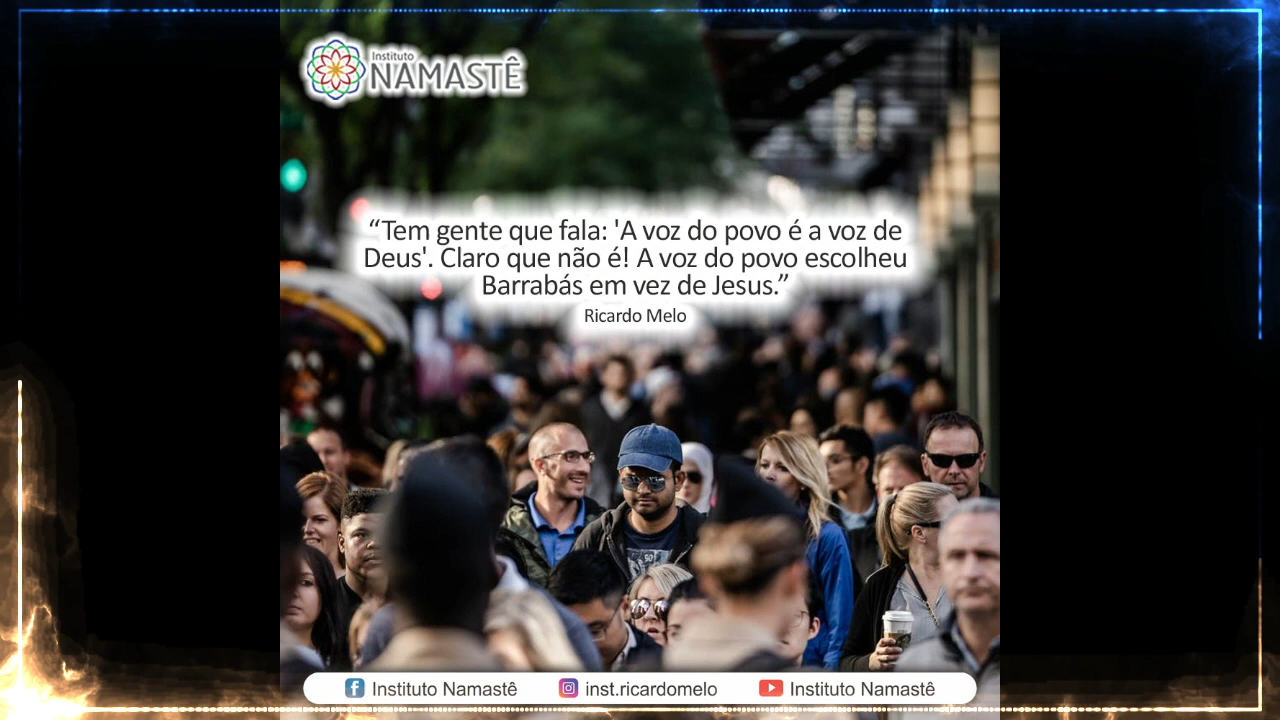 Instituto
NAMASTÊ
“Tem gente que fala: 'A voz do povo é a voz de
Deus'. Claro que não é! A voz do povo escolheu
Barrabás em vez de Jesus.”
Ricardo Melo
Instituto Namastê inst.ricardomelo Instituto Namastê